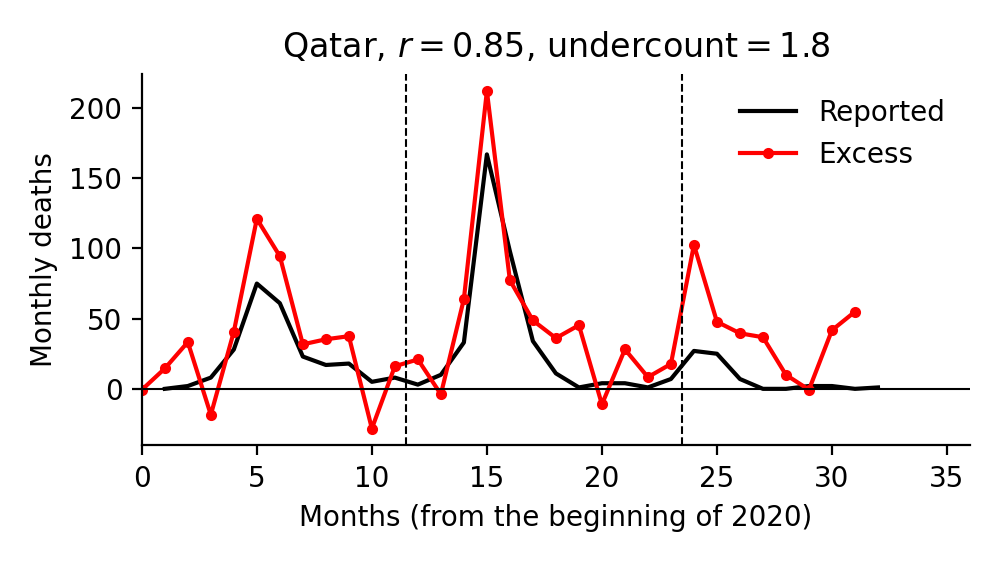 Qatar, r = 0.85, undercount = 1.8
Reported
Excess
Monthly deaths
200
150
100
50
0
0 5 10 15 20 25 30 35
Months (from the beginning of 2020)